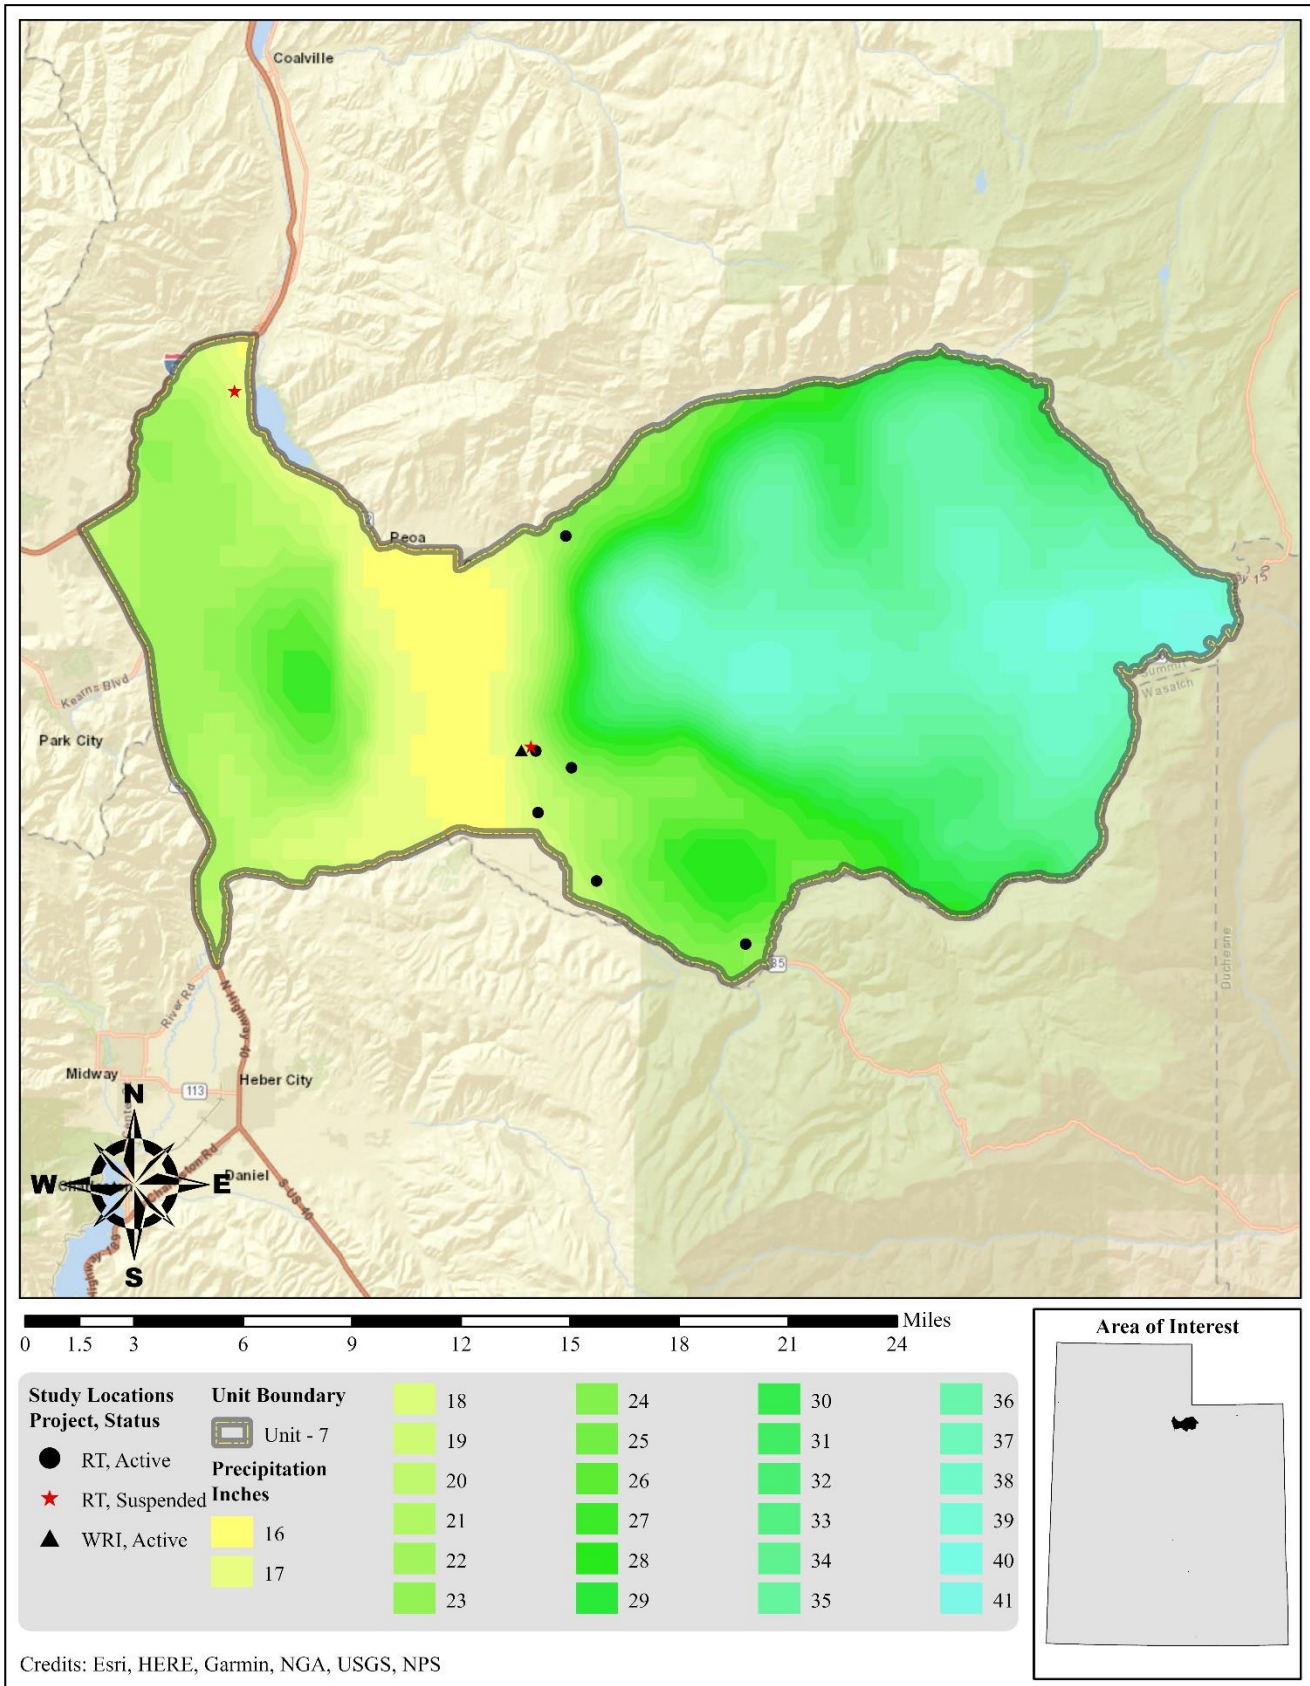 Coalville
Peoa
Kearns Blvd
Park City
Summit
Wasatch
Duchesne
35
N Highway 40
River Rd
Midway
Heber City
113
Daniel
S US 40
N
W
E
S
Miles
0 1.5 3 6 9 12 15 18 21 24
Study Locations
Project, Status
RT, Active
RT, Suspended
WRI, Active
Unit Boundary
Unit - 7
Precipitation
Inches
16
17
18
19
20
21
22
23
24
25
26
27
28
29
30
31
32
33
34
35
36
37
38
39
40
41
Area of Interest
Credits: Esri, HERE, Garmin, NGA, USGS, NPS